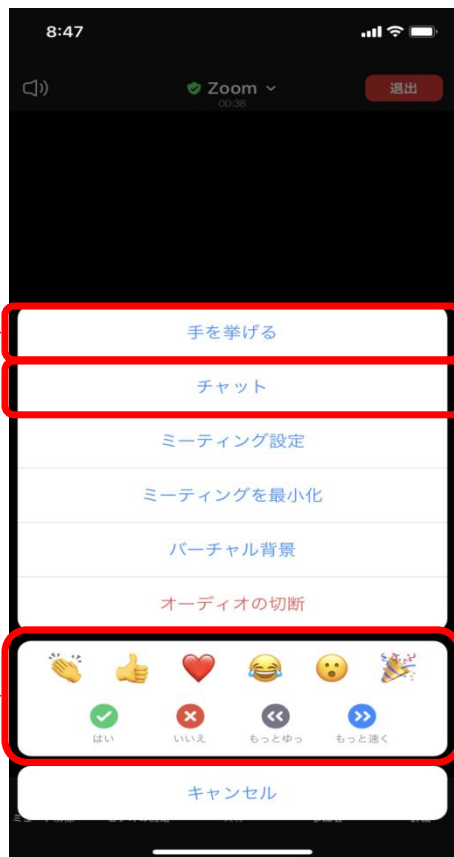 8:47
Zoom
00:38
退出
手を挙げる
チャット
ミーティング設定
ミーティングを最小化
バーチャル背景
オーディオの切断
はい
いいえ
もっとゆっ
もっと速く
キャンセル